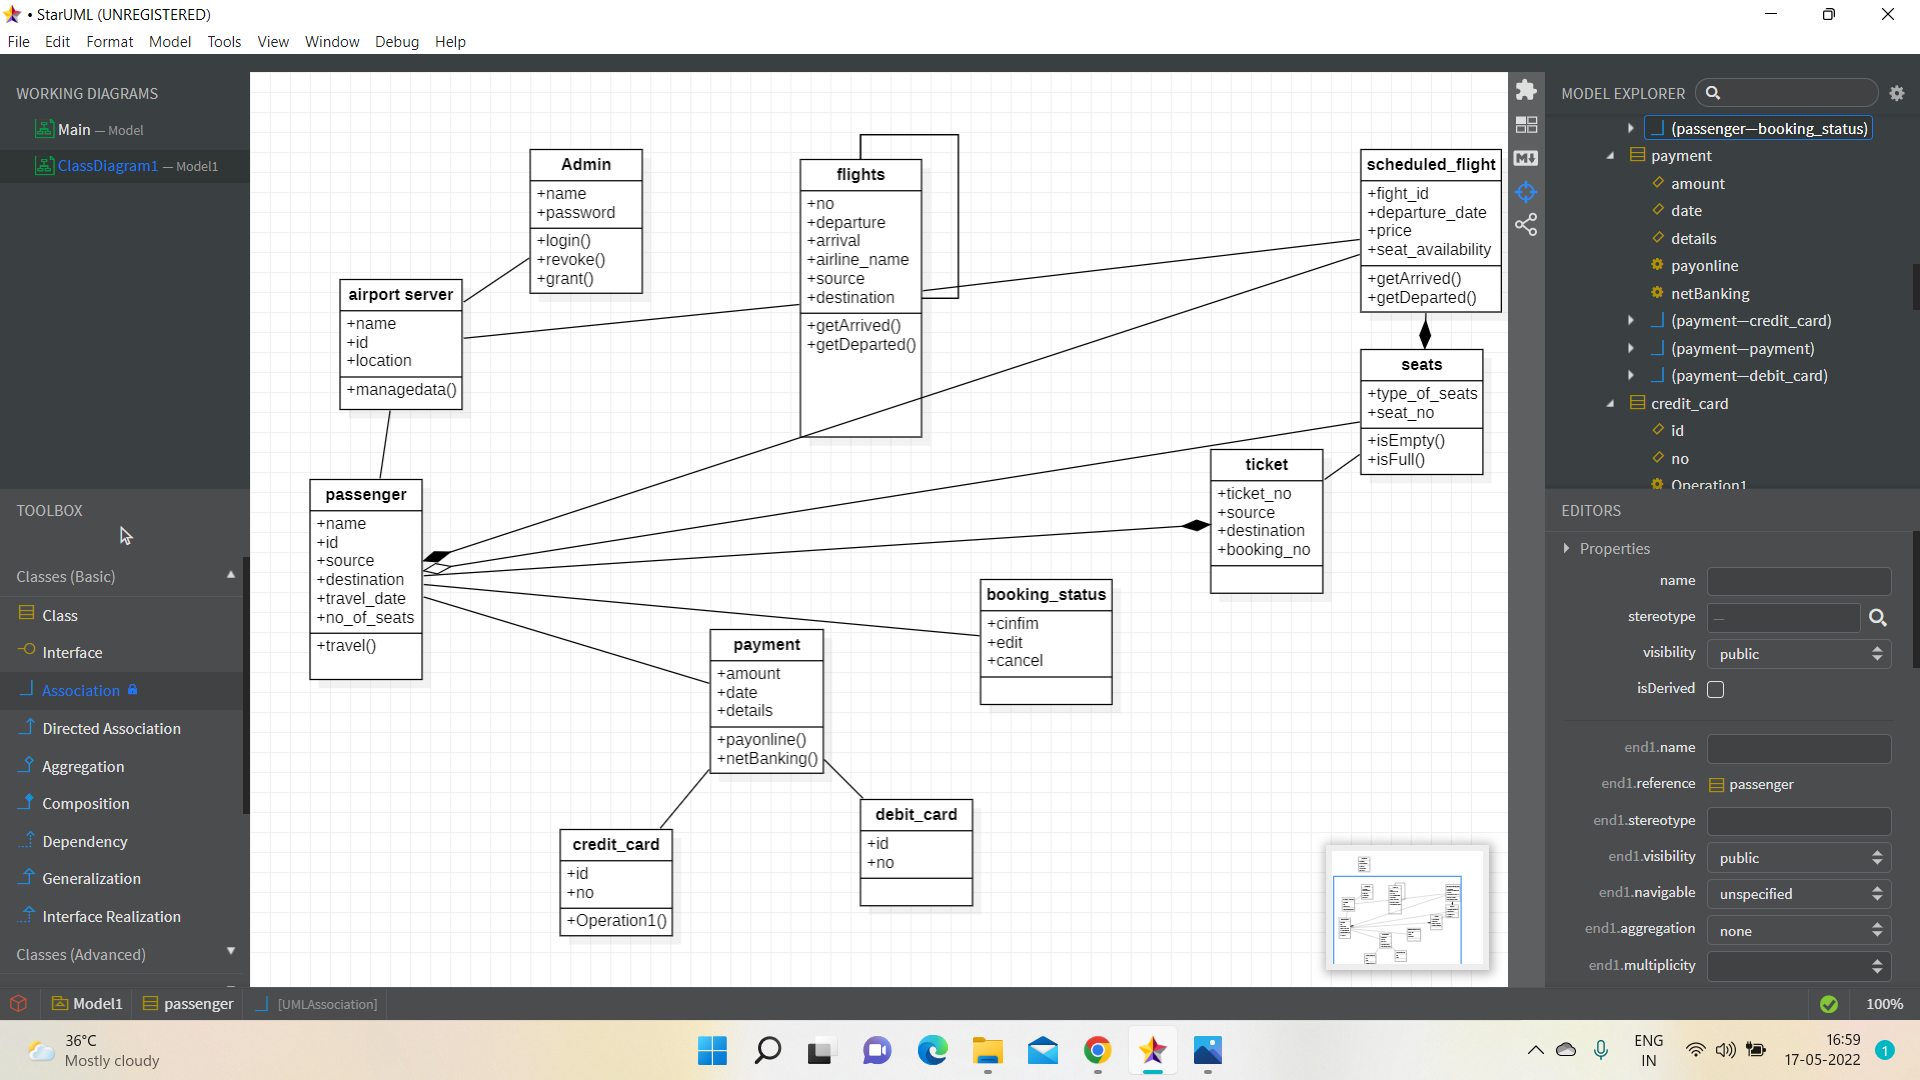 • StarUML (UNREGISTERED)
File Edit Format Model Tools View Window Debug Help
WORKING DIAGRAMS
Main — Model
ClassDiagram1 — Model1
TOOLBOX
Classes (Basic)
Class
Interface
Association
Directed Association
Aggregation
Composition
Dependency
Generalization
Interface Realization
Classes (Advanced)
Admin
+name
+password
+login()
+revoke()
+grant()
airport server
+name
+id
+location
+managedata()
flights
+no
+departure
+arrival
+airline_name
+source
+destination
+getArrived()
+getDeparted()
scheduled_flight
+fight_id
+departure_date
+price
+seat_availability
+getArrived()
+getDeparted()
seats
+type_of_seats
+seat_no
+isEmpty()
+isFull()
ticket
+ticket_no
+source
+destination
+booking_no
passenger
+name
+id
+source
+destination
+travel_date
+no_of_seats
+travel()
booking_status
+cinfim
+edit
+cancel
payment
+amount
+date
+details
+payonline()
+netBanking()
credit_card
+id
+no
+Operation1()
debit_card
+id
+no
M
MODEL EXPLORER
(passenger—booking_status)
payment
amount
date
details
payonline
netBanking
(payment—credit_card)
(payment—payment)
(payment—debit_card)
credit_card
id
no
Operation1
EDITORS
Properties
name
stereotype —
visibility public
isDerived
end1.name
end1.reference passenger
end1.stereotype
end1.visibility public
end1.navigable unspecified
end1.aggregation none
end1.multiplicity
Model1 passenger [UMLAssociation]
100%
36°C
Mostly cloudy
ENG
IN
16:59
17-05-2022
1